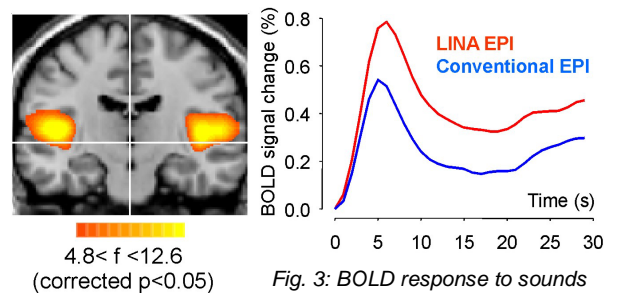 4.8< f <12.6
(corrected p<0.05)
BOLD signal change (%)
0.8
0.6
0.4
0.2
0.0
LINA EPI
Conventional EPI
Time (s)
0 5 10 15 20 25 30
Fig. 3: BOLD response to sounds